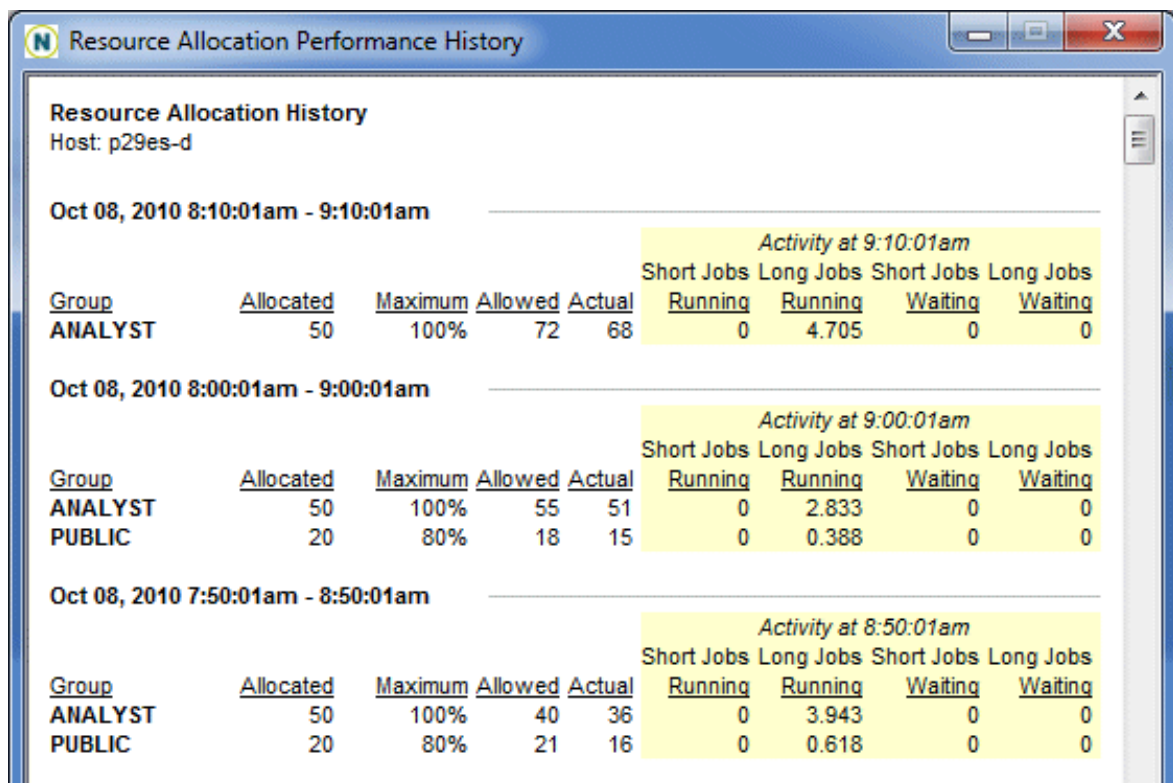 N Resource Allocation Performance History
Resource Allocation History
Host: p29es-d
Oct 08, 2010 8:10:01am - 9:10:01am
Activity at 9:10:01am
Short Jobs Long Jobs Short Jobs Long Jobs
Group Allocated Maximum Allowed Actual Running Running Waiting Waiting
ANALYST 50 100% 72 68 0 4.705 0 0
Oct 08, 2010 8:00:01am - 9:00:01am
Activity at 9:00:01am
Short Jobs Long Jobs Short Jobs Long Jobs
Group Allocated Maximum Allowed Actual Running Running Waiting Waiting
ANALYST 50 100% 55 51 0 2.833 0 0
PUBLIC 20 80% 18 15 0 0.388 0 0
Oct 08, 2010 7:50:01am - 8:50:01am
Activity at 8:50:01am
Short Jobs Long Jobs Short Jobs Long Jobs
Group Allocated Maximum Allowed Actual Running Running Waiting Waiting
ANALYST 50 100% 40 36 0 3.943 0 0
PUBLIC 20 80% 21 16 0 0.618 0 0